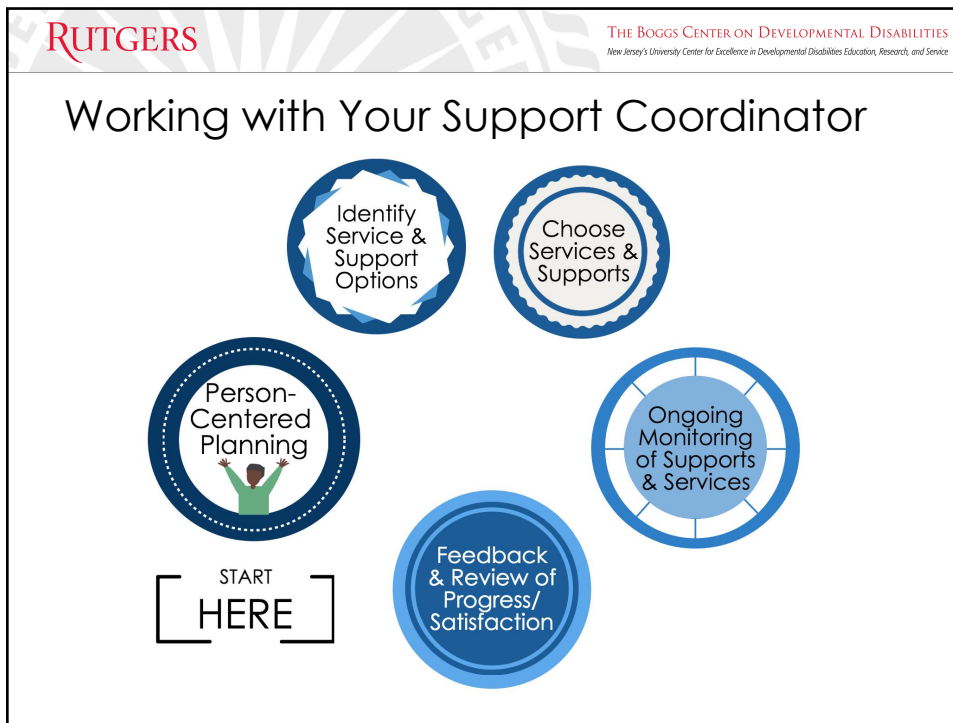 RUTGERS
THE BOGGS CENTER ON DEVELOPMENTAL DISABILITIES
New Jersey's University Center for Excellence in Developmental Disabilities Education, Research, and Service
Working with Your Support Coordinator
Identify
Service &
Support
Options
Choose
Services &
Supports
Person-
Centered
Planning
Ongoing
Monitoring
of Supports
& Services
Feedback
& Review of
Progress/
Satisfaction
START
HERE